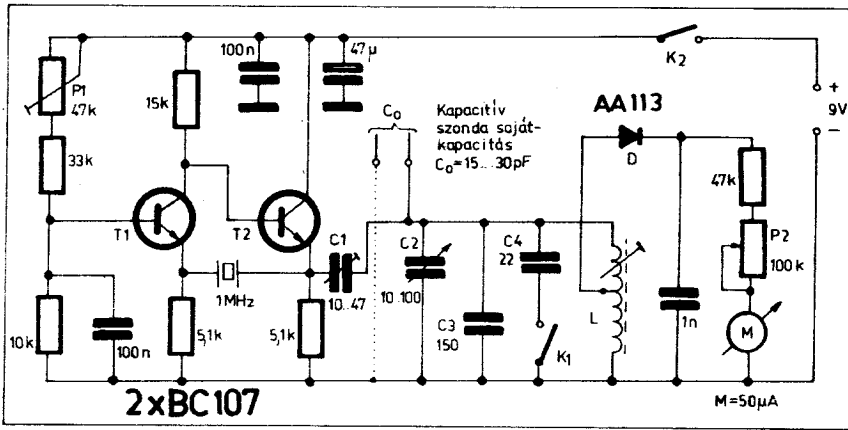 P1
47k
33k
10k
100n
T1
15k
100n
47µ
T2
1MHz
5,1k
5,1k
C1
10...47
C₀
Kapacitív
szonda saját-
kapacitás
C₀=15...30pF
C2
10...100
C3
150
C4
22
K1
L
AA113
D
1n
47k
P2
100k
M
M=50µA
K2
+
9V
−
2xBC107